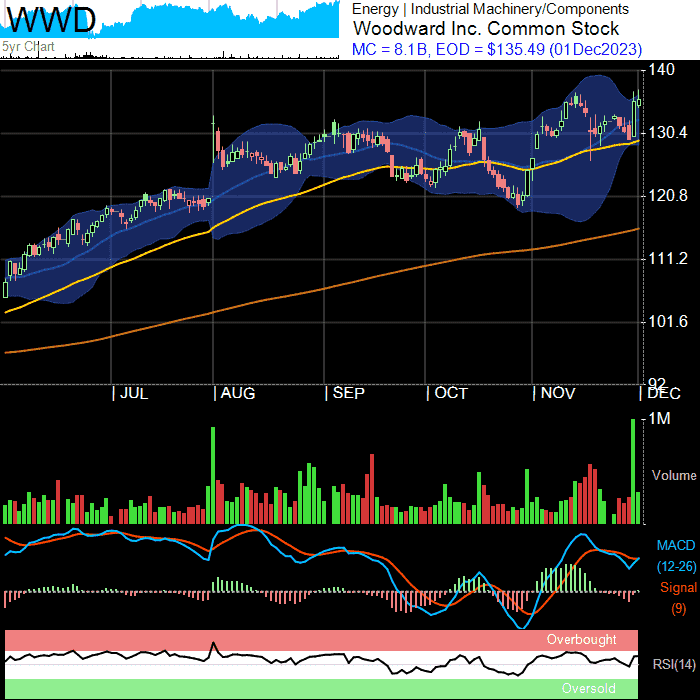 WWD
5yr Chart
Energy | Industrial Machinery/Components
Woodward Inc. Common Stock
MC = 8.1B, EOD = $135.49 (01Dec2023)
140
130.4
120.8
111.2
101.6
92
JUL
AUG
SEP
OCT
NOV
DEC
1M
Volume
MACD
(12-26)
Signal
(9)
Overbought
RSI(14)
Oversold